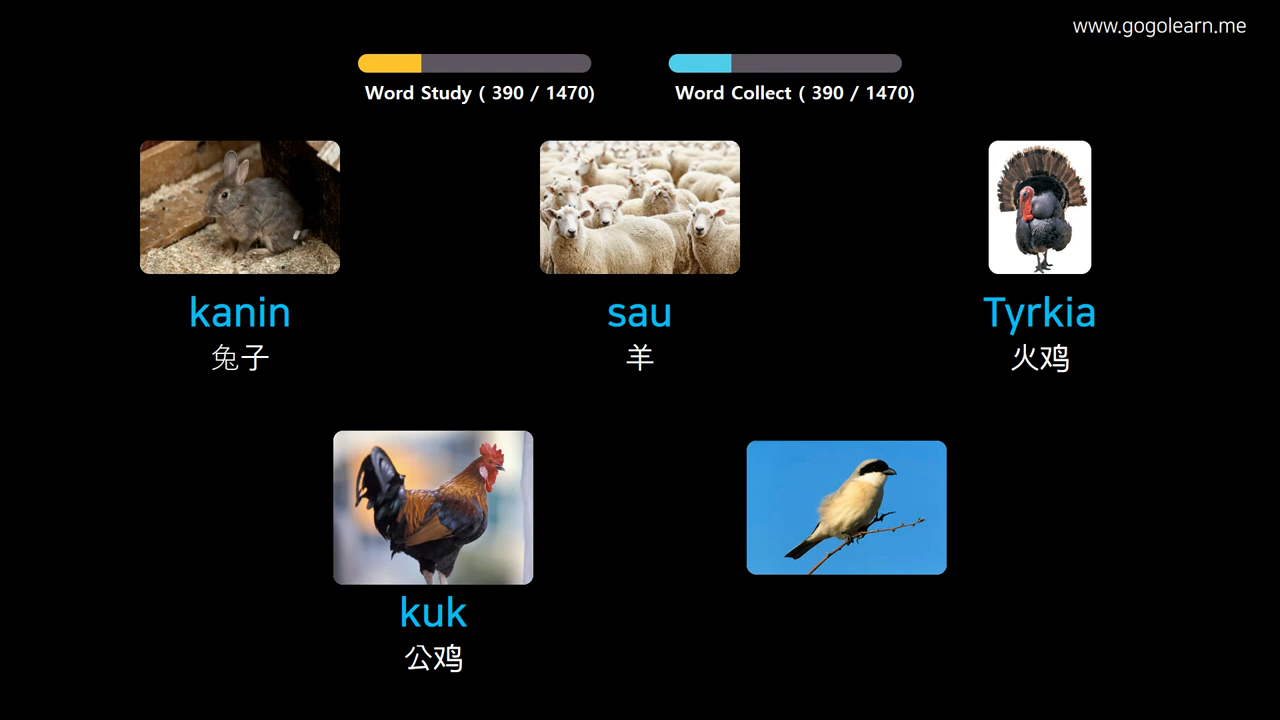 www.gogolearn.me
Word Study ( 390 / 1470)
Word Collect ( 390 / 1470)
kanin
兔子
sau
羊
Tyrkia
火鸡
kuk
公鸡